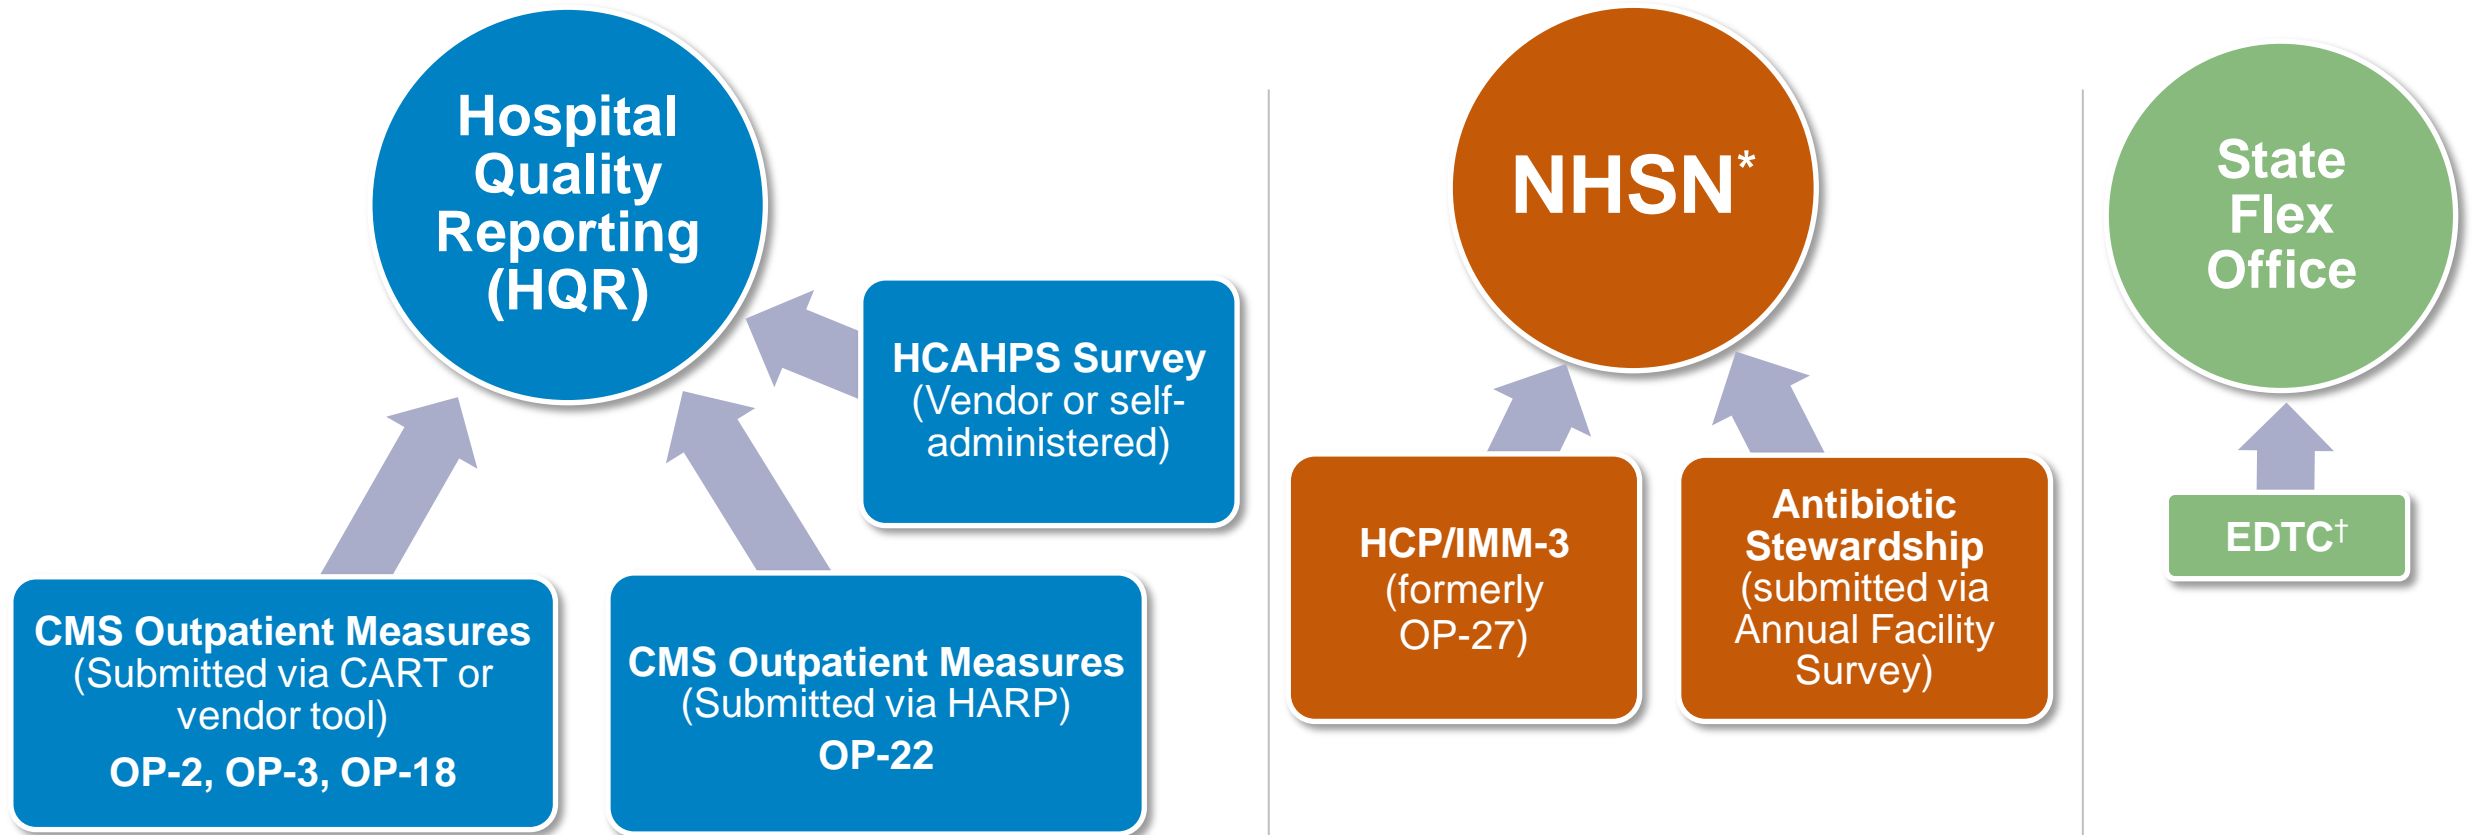 Hospital
Quality
Reporting
(HQR)
HCAHPS Survey
(Vendor or self-
administered)
CMS Outpatient Measures
(Submitted via CART or
vendor tool)
OP-2, OP-3, OP-18
CMS Outpatient Measures
(Submitted via HARP)
OP-22
NHSN*
HCP/IMM-3
(formerly
OP-27)
Antibiotic
Stewardship
(submitted via
Annual Facility
Survey)
State
Flex
Office
EDTC†